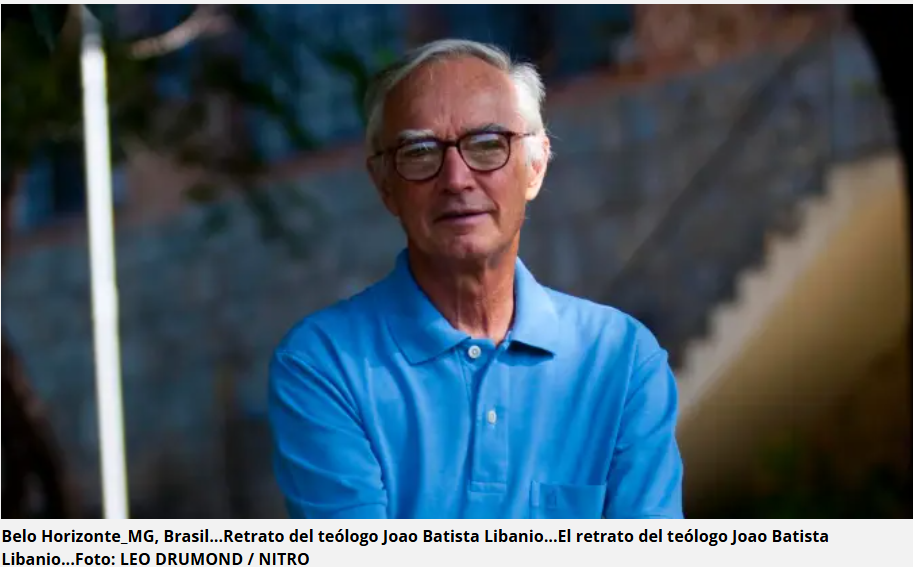 Belo Horizonte_MG, Brasil...Retrato del teólogo Joao Batista Libanio...El retrato del teólogo Joao Batista
Libanio...Foto: LEO DRUMOND / NITRO